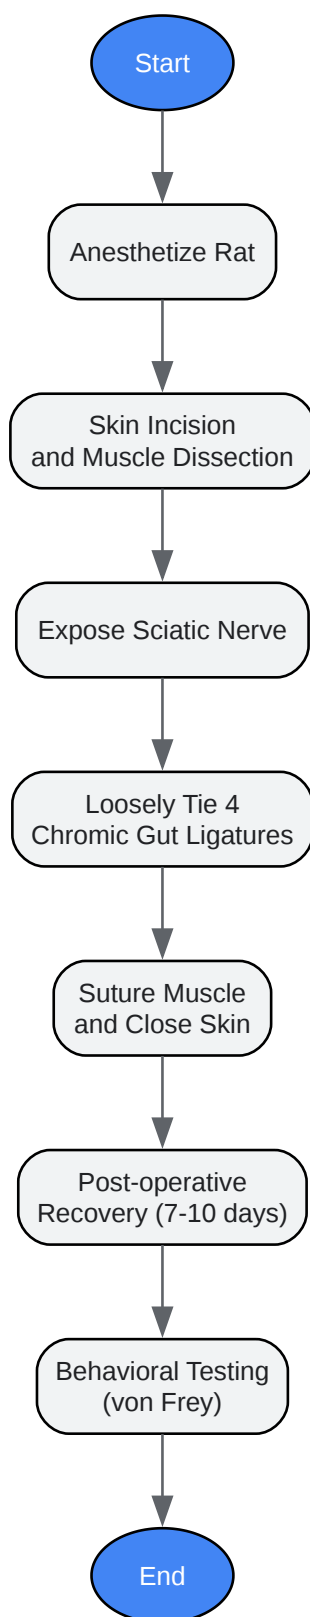 Start
Anesthetize Rat
Skin Incision
and Muscle Dissection
Expose Sciatic Nerve
Loosely Tie 4
Chromic Gut Ligatures
Suture Muscle
and Close Skin
Post-operative
Recovery (7-10 days)
Behavioral Testing
(von Frey)
End